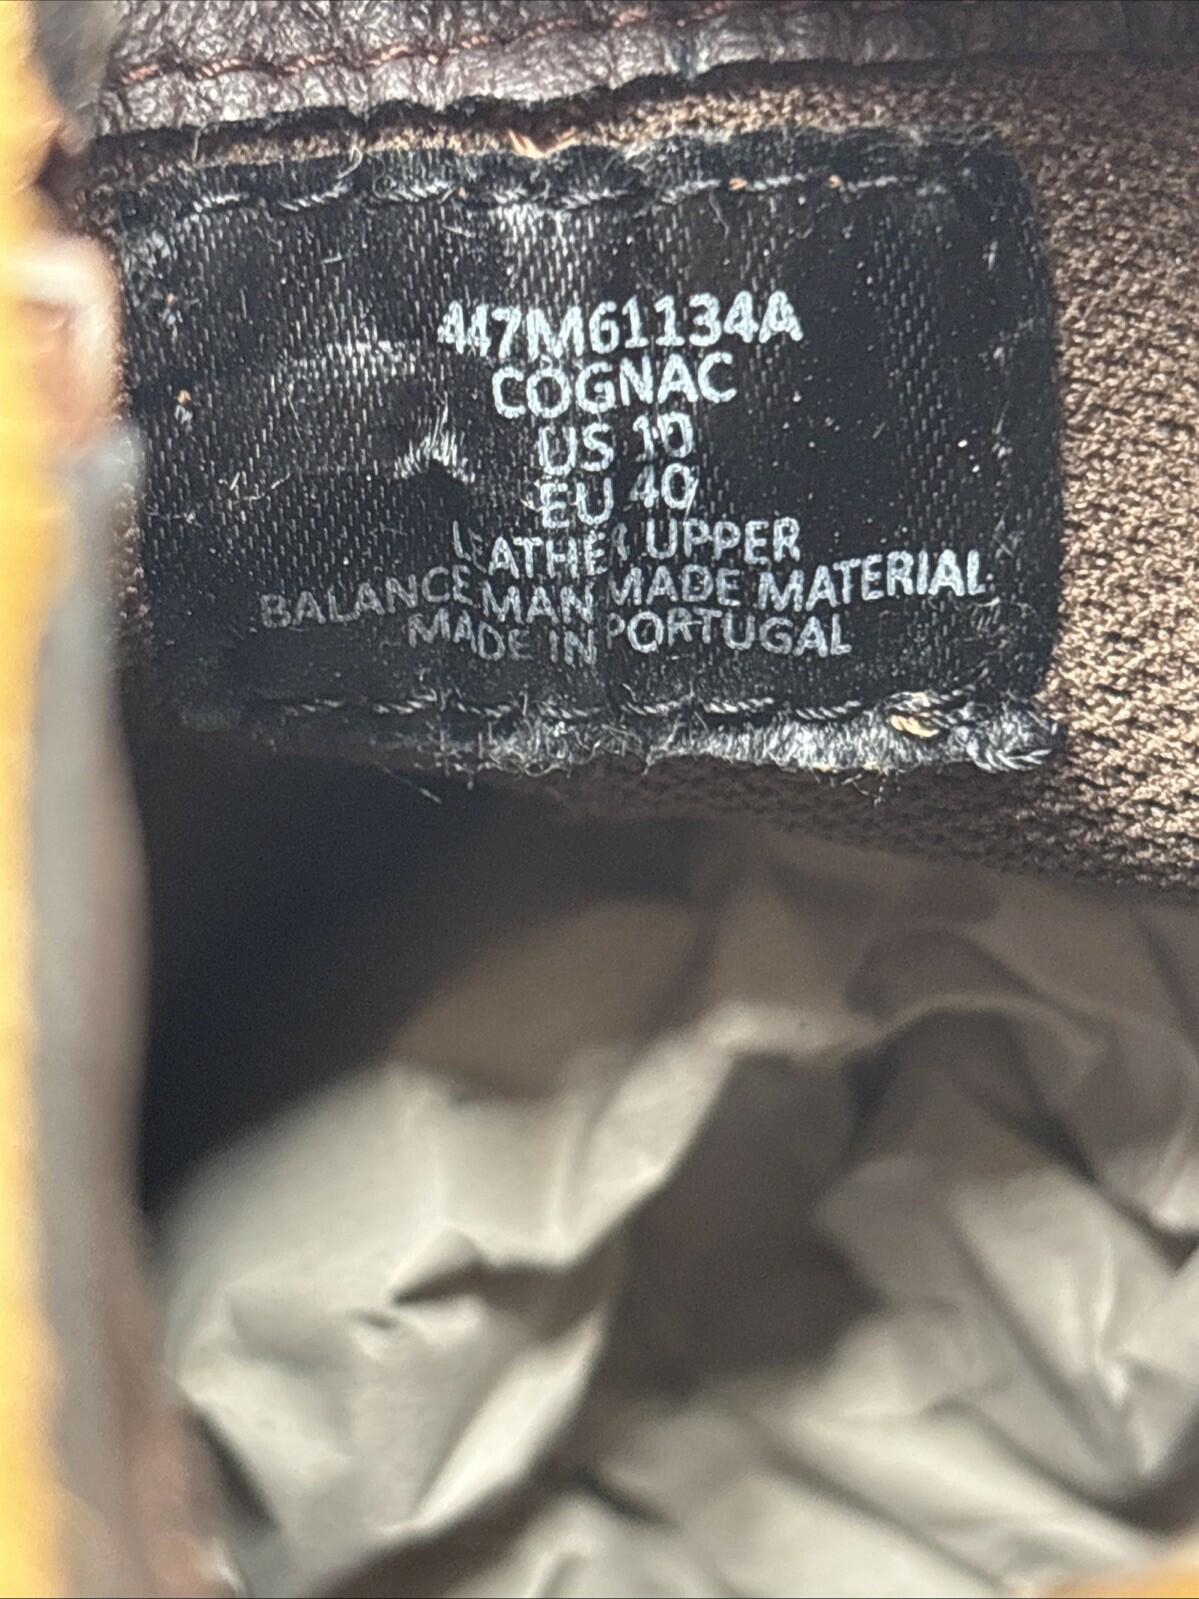 447M61134A
COGNAC
US 10
EU 40
LEATHER UPPER
BALANCE MAN MADE MATERIAL
MADE IN PORTUGAL